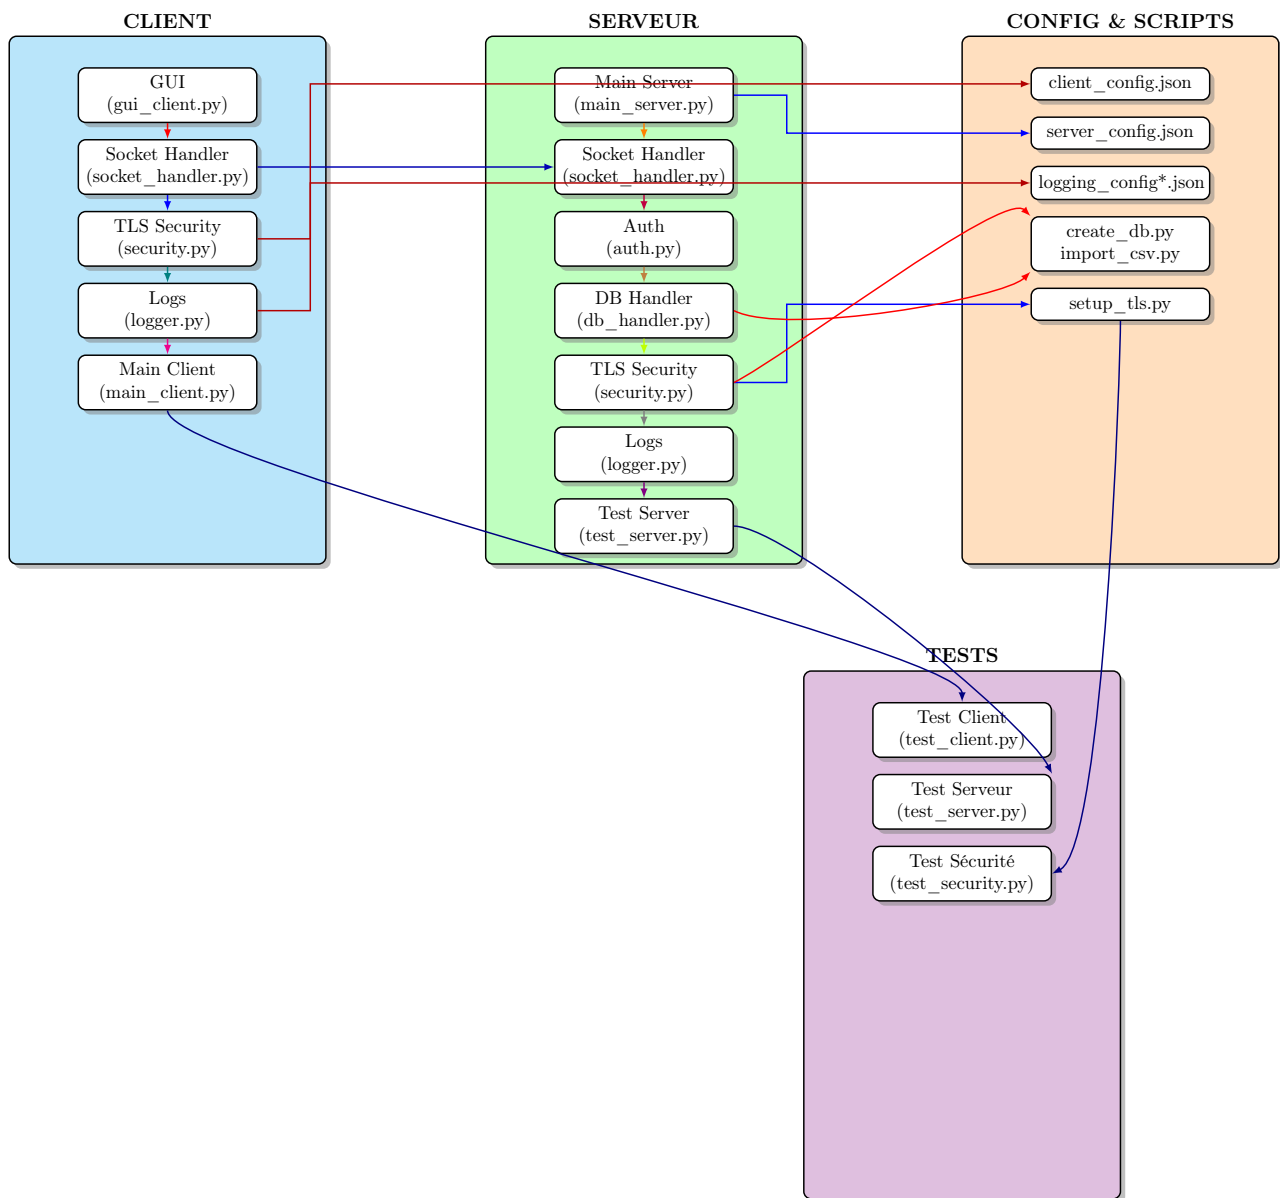 CLIENT
GUI
(gui_client.py)
Socket Handler
(socket_handler.py)
TLS Security
(security.py)
Logs
(logger.py)
Main Client
(main_client.py)
SERVEUR
Main Server
(main_server.py)
Socket Handler
(socket_handler.py)
Auth
(auth.py)
DB Handler
(db_handler.py)
TLS Security
(security.py)
Logs
(logger.py)
Test Server
(test_server.py)
CONFIG & SCRIPTS
client_config.json
server_config.json
logging_config*.json
create_db.py
import_csv.py
setup_tls.py
TESTS
Test Client
(test_client.py)
Test Serveur
(test_server.py)
Test Sécurité
(test_security.py)